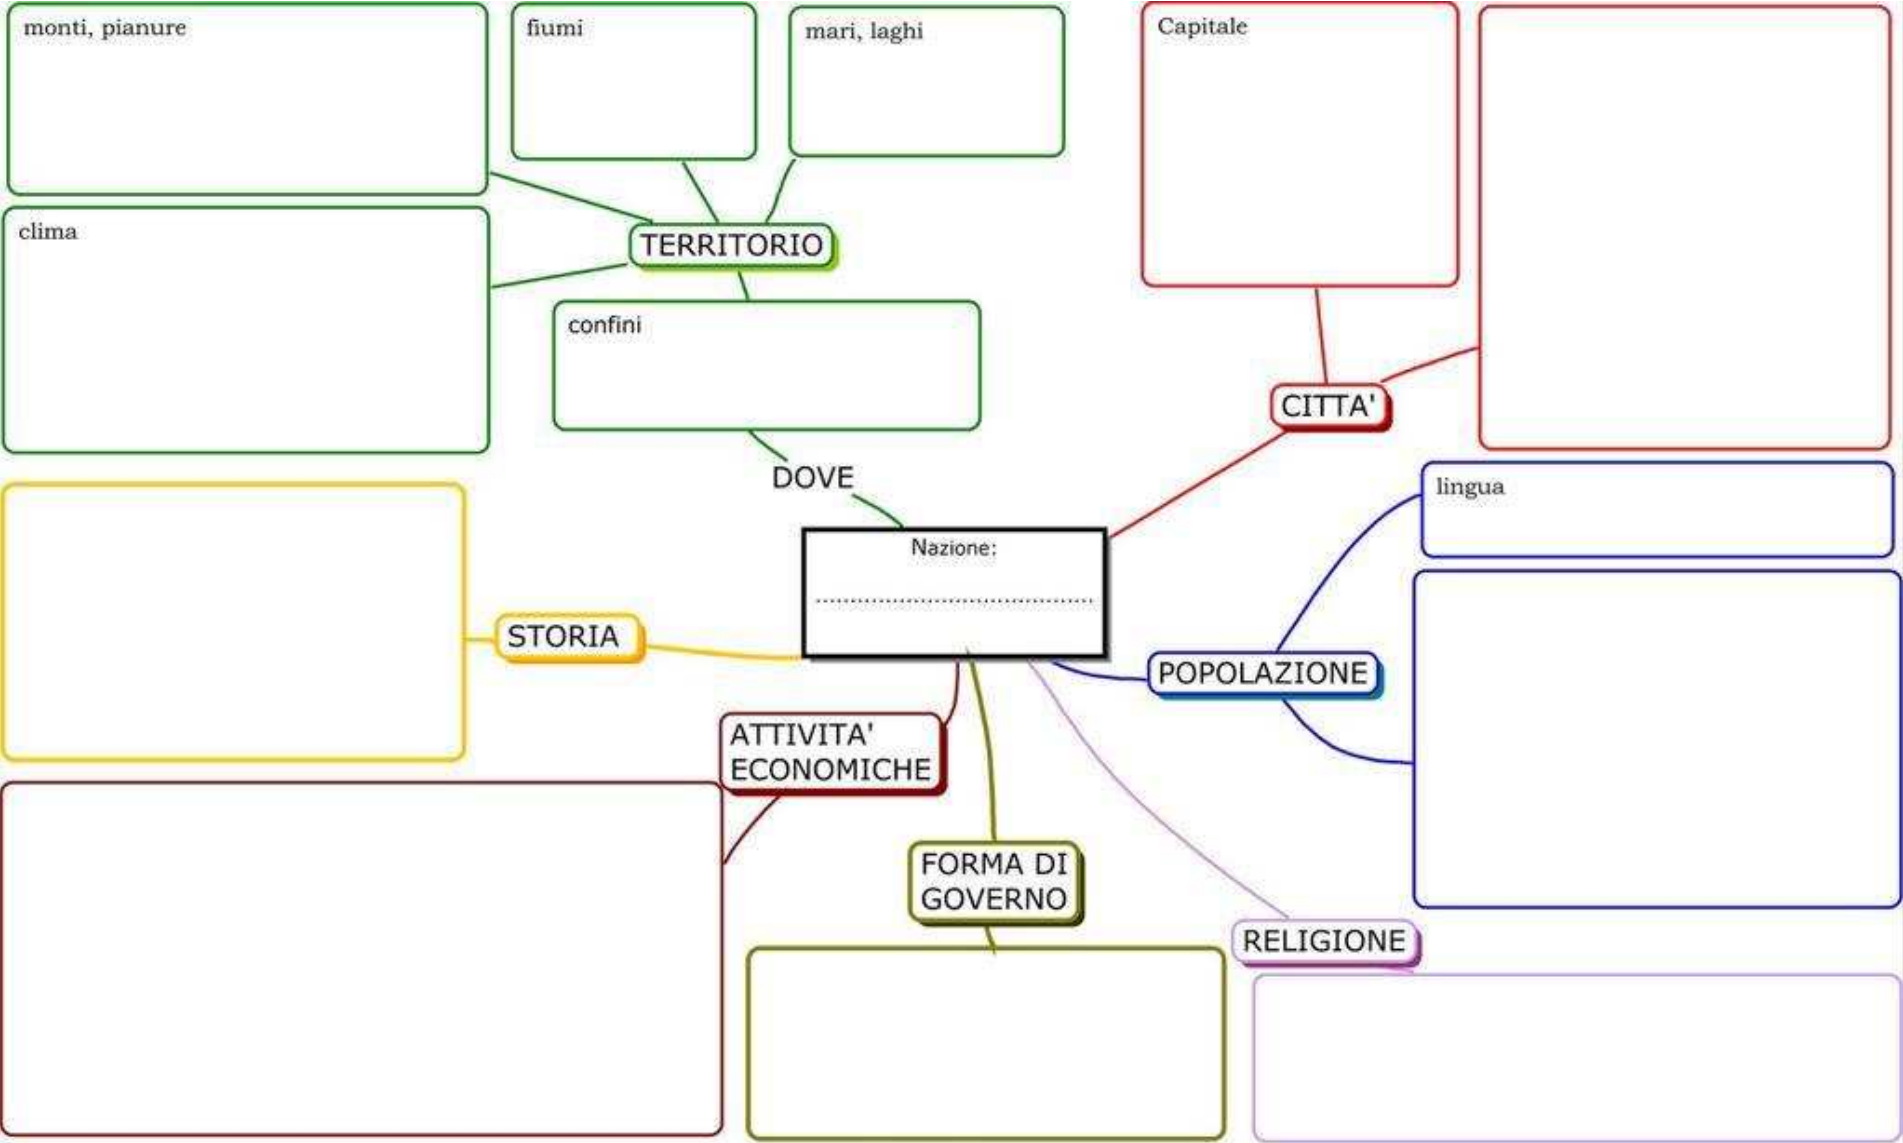 monti, pianure
fiumi
mari, laghi
Capitale
clima
TERRITORIO
confini
CITTA'
DOVE
lingua
Nazione:
STORIA
POPOLAZIONE
ATTIVITA'
ECONOMICHE
FORMA DI
GOVERNO
RELIGIONE